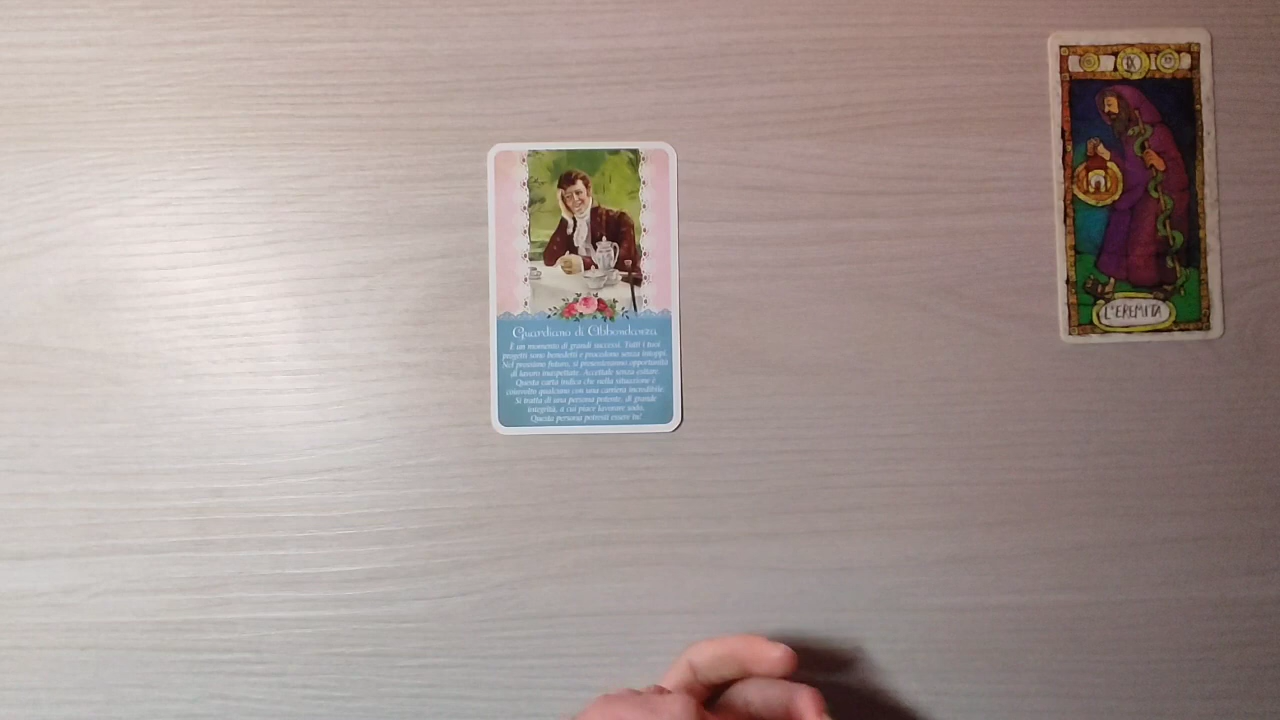 Guardiano di Abbondanza
È un momento di grandi successi. Tutti i tuoi
progetti sono benedetti e procedono senza intoppi.
Nel prossimo futuro, si presenteranno opportunità
di lavoro inaspettate. Accettale senza esitare.
Questa carta indica che nella situazione è
coinvolto qualcuno con una carriera incredibile.
Si tratta di una persona potente, di grande
integrità, a cui piace lavorare sodo.
Questa persona potresti essere tu!
IX
L'EREMITA